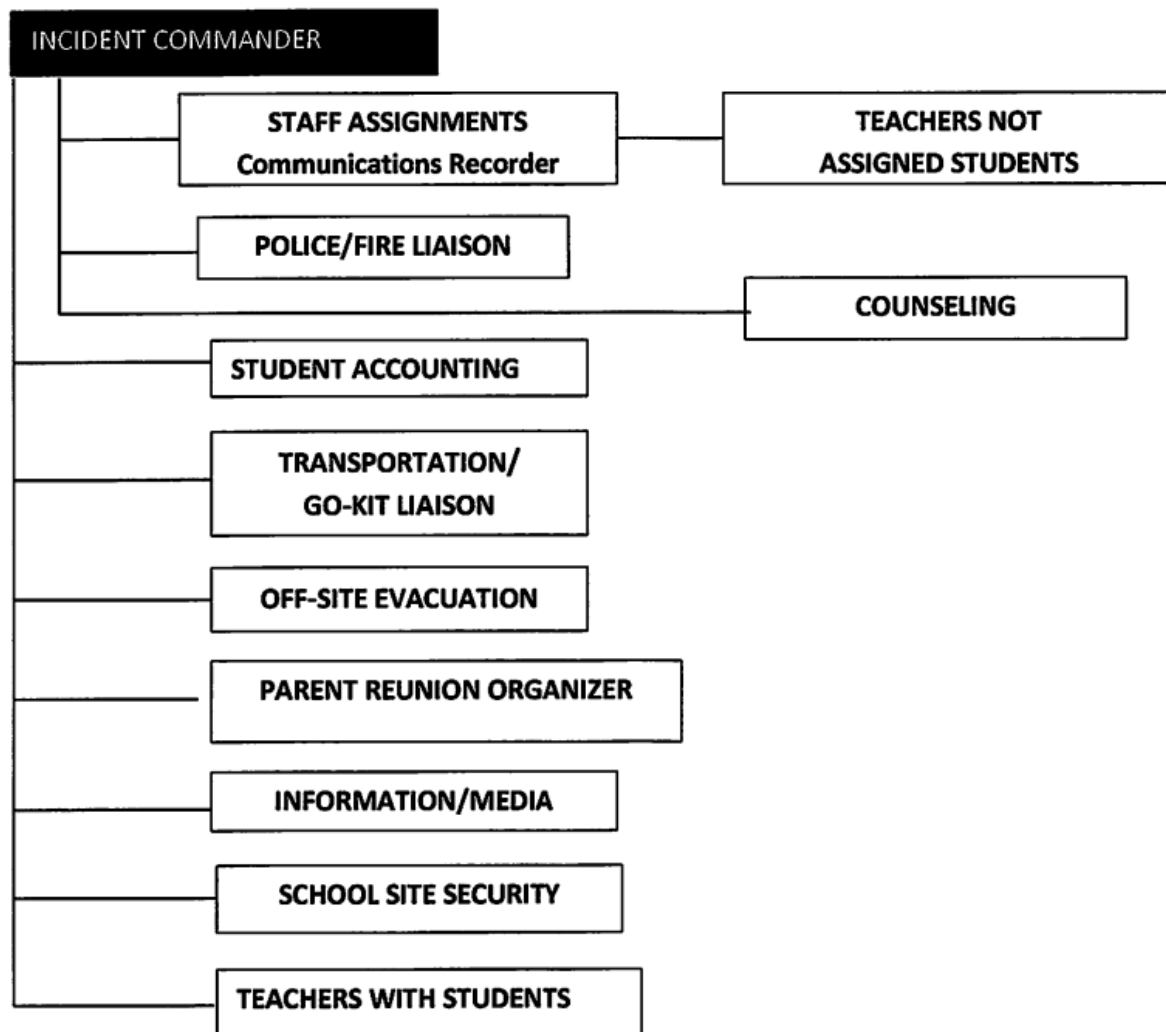 INCIDENT COMMANDER
STAFF ASSIGNMENTS
Communications Recorder
TEACHERS NOT
ASSIGNED STUDENTS
POLICE/FIRE LIAISON
COUNSELING
STUDENT ACCOUNTING
TRANSPORTATION/
GO-KIT LIAISON
OFF-SITE EVACUATION
PARENT REUNION ORGANIZER
INFORMATION/MEDIA
SCHOOL SITE SECURITY
TEACHERS WITH STUDENTS